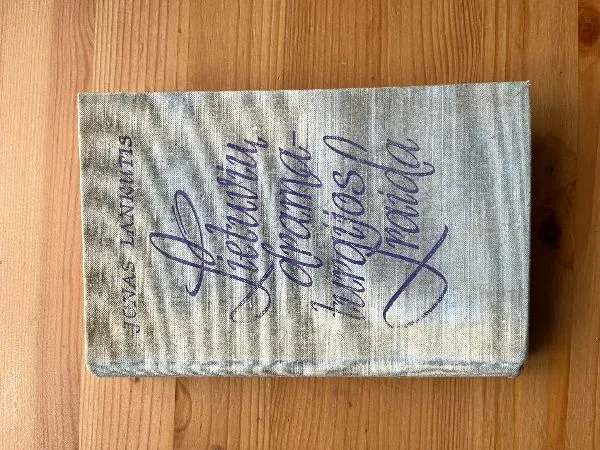 JONAS LANKUTIS
Lietuvių
drama-
turgijos
raida